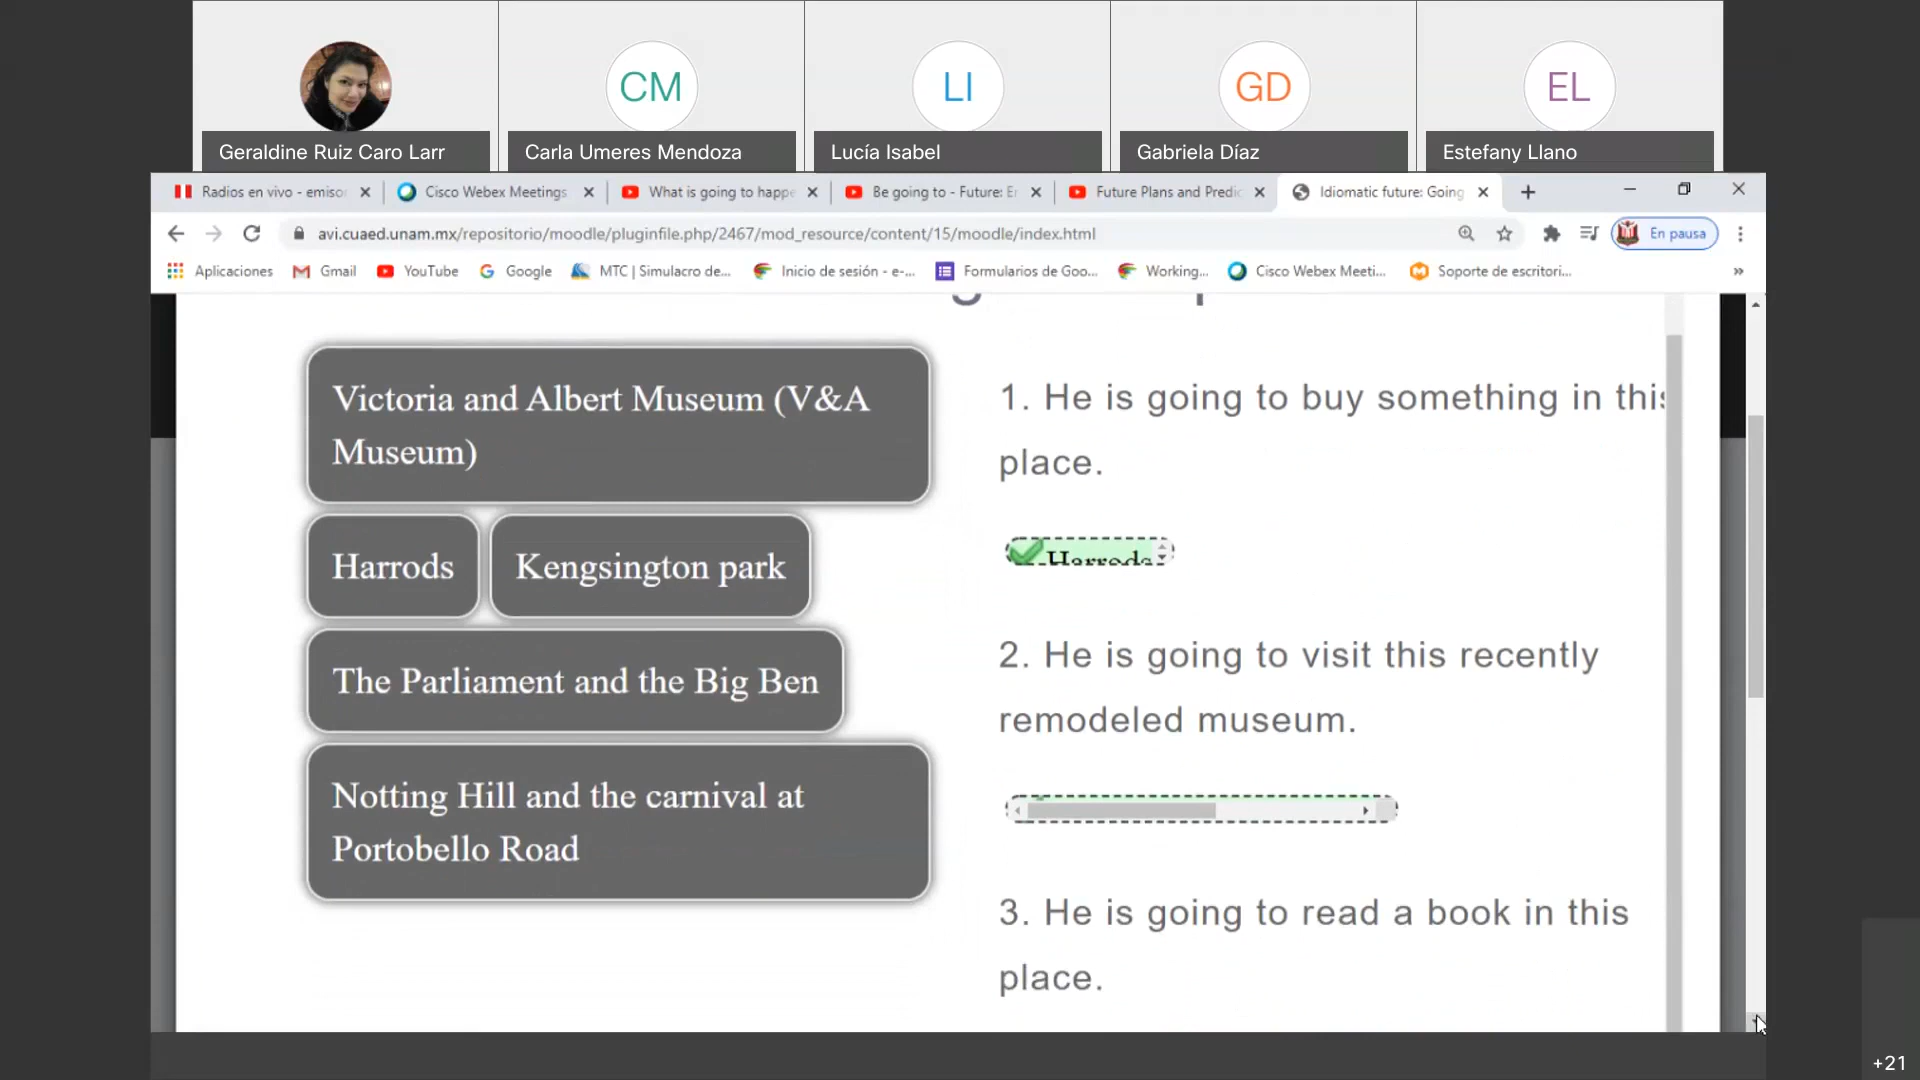 CM
LI
GD
EL
Geraldine Ruiz Caro Larr
Carla Umeres Mendoza
Lucía Isabel
Gabriela Díaz
Estefany Llano
Radios en vivo - emisor
Cisco Webex Meetings
What is going to happe
Be going to - Future: E
Future Plans and Predic
Idiomatic future: Going
avi.cuaed.unam.mx/repositorio/moodle/pluginfile.php/2467/mod_resource/content/15/moodle/index.html
En pausa
Aplicaciones
Gmail
YouTube
Google
MTC | Simulacro de...
Inicio de sesión - e-...
Formularios de Goo...
Working...
Cisco Webex Meeti...
Soporte de escritori...
Victoria and Albert Museum (V&A
Museum)
Harrods
Kengsington park
The Parliament and the Big Ben
Notting Hill and the carnival at
Portobello Road
1. He is going to buy something in this
place.
Harrods
2. He is going to visit this recently
remodeled museum.
3. He is going to read a book in this
place.
+21